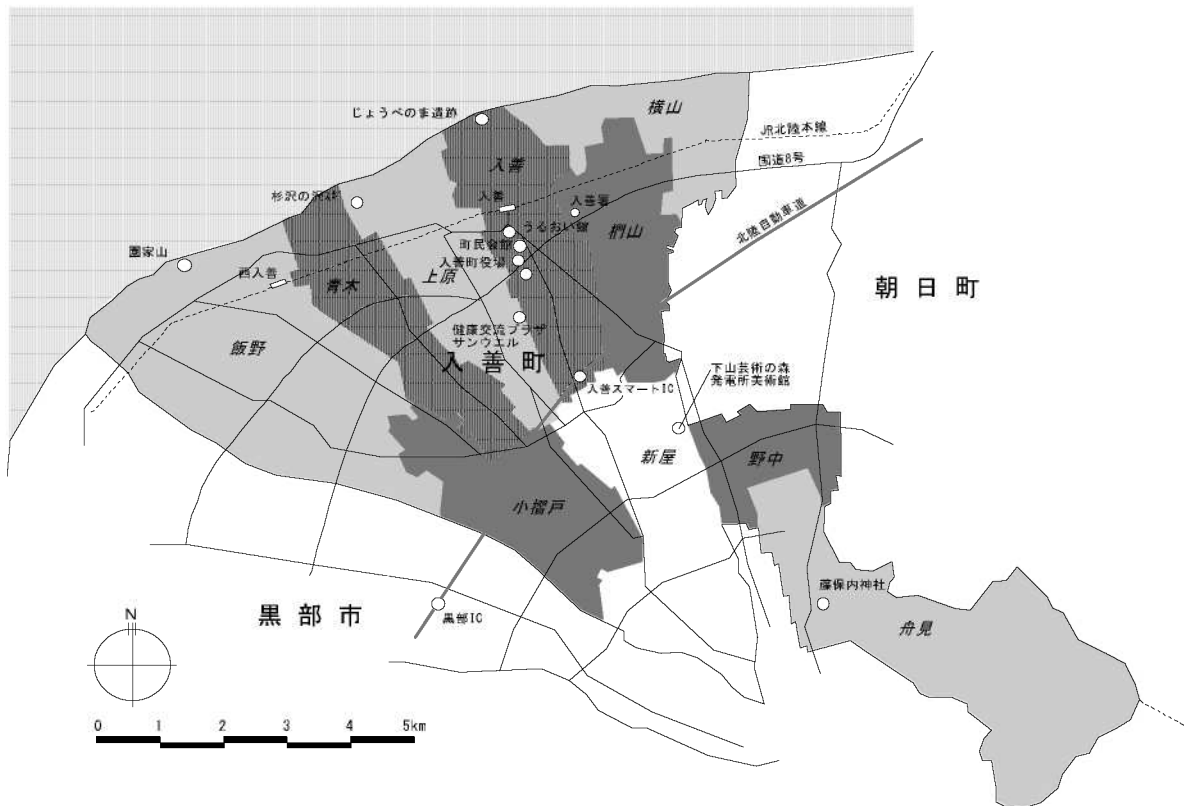 横山
じょうべのま遺跡
JR北陸本線
国道8号
入善
入善
入善署
杉沢の沢杉
うるおい館
椚山
北陸自動車道
町民会館
園家山
入善町役場
西入善
上原
青木
朝日町
健康交流プラザ
サンウエル
飯野
入善町
下山芸術の森
発電所美術館
入善スマートIC
新屋
野中
小摺戸
藤保内神社
黒部市
黒部IC
舟見
N
0 1 2 3 4 5km